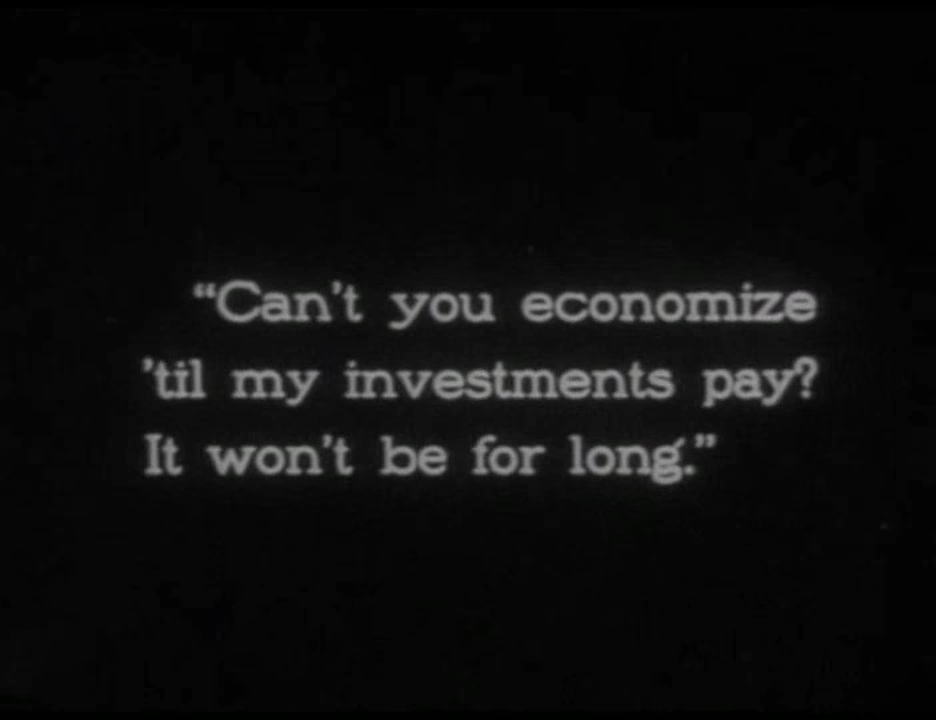 “Can't you economize
'til my investments pay?
It won't be for long.”